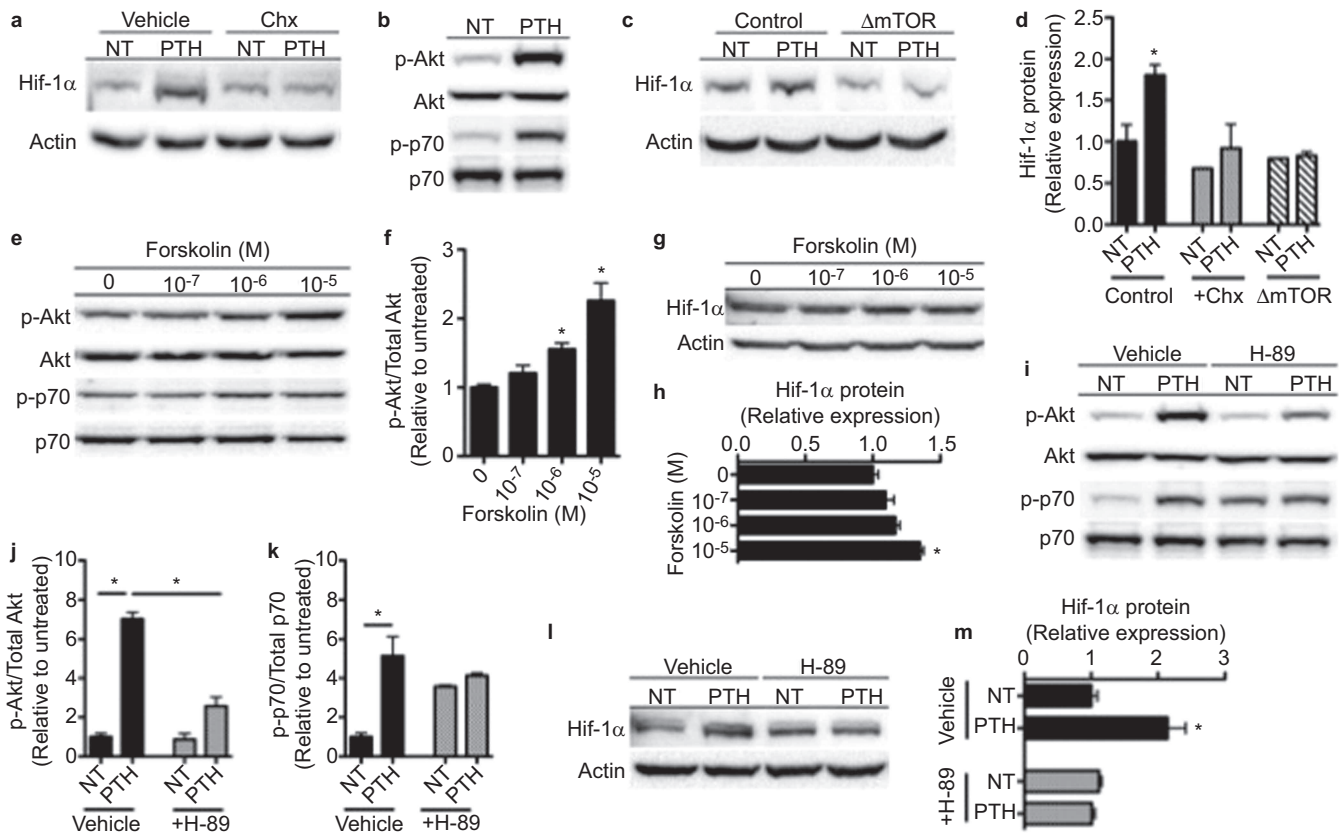 a
Vehicle Chx
NT PTH NT PTH
Hif-1α
Actin
b
NT PTH
p-Akt
Akt
p-p70
p70
c
Control ΔmTOR
NT PTH NT PTH
Hif-1α
Actin
d
Hif-1α protein
(Relative expression)
2.5
2.0
1.5
1.0
0.5
0.0
*
NT PTH NT PTH NT PTH
Control +Chx ΔmTOR
e
Forskolin (M)
0 10-7 10-6 10-5
p-Akt
Akt
p-p70
p70
f
p-Akt/Total Akt
(Relative to untreated)
3
2
1
0
* *
0 10-7 10-6 10-5
Forskolin (M)
g
Forskolin (M)
0 10-7 10-6 10-5
Hif-1α
Actin
h
Hif-1α protein
(Relative expression)
0.0 0.5 1.0 1.5
Forskolin (M)
0
10-7
10-6
10-5 *
i
Vehicle H-89
NT PTH NT PTH
p-Akt
Akt
p-p70
p70
j
p-Akt/Total Akt
(Relative to untreated)
10
8
6
4
2
0
* *
NT PTH NT PTH
Vehicle +H-89
k
p-p70/Total p70
(Relative to untreated)
10
8
6
4
2
0
*
NT PTH NT PTH
Vehicle +H-89
l
Vehicle H-89
NT PTH NT PTH
Hif-1α
Actin
m
Hif-1α protein
(Relative expression)
0 1 2 3
Vehicle
NT
PTH *
+H-89
NT
PTH